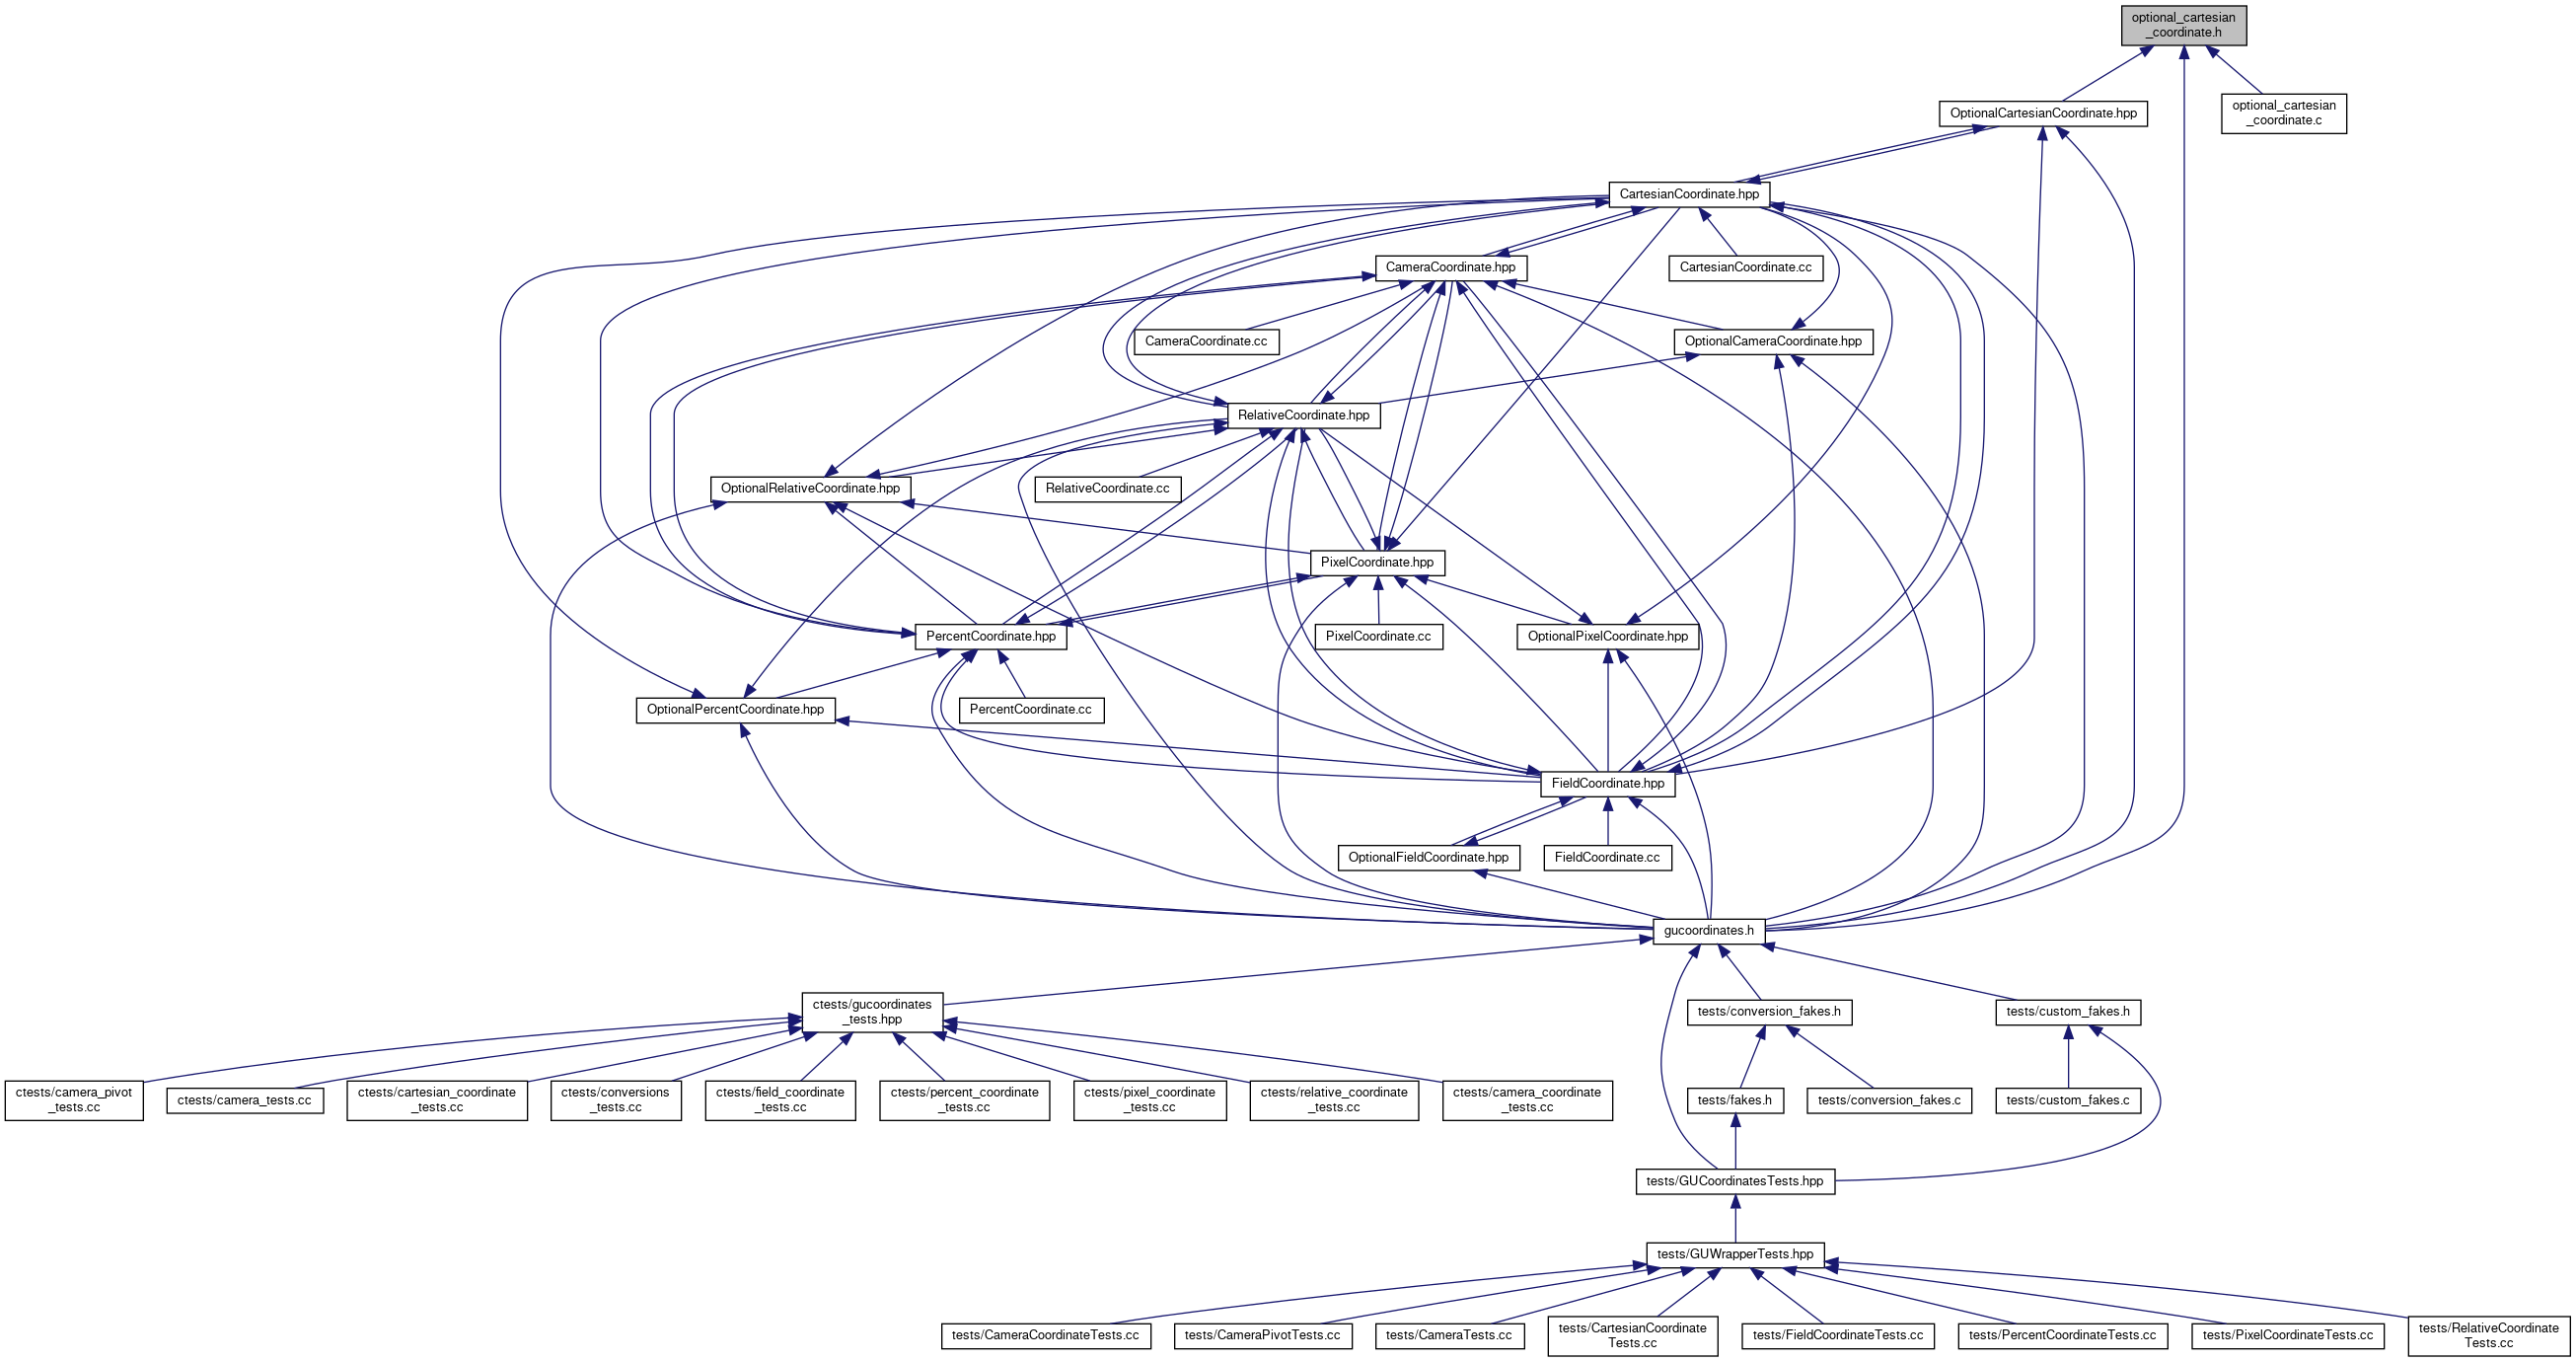 optional_cartesian
_coordinate.h
OptionalCartesianCoordinate.hpp
optional_cartesian
_coordinate.c
CartesianCoordinate.hpp
CameraCoordinate.hpp
CartesianCoordinate.cc
CameraCoordinate.cc
OptionalCameraCoordinate.hpp
RelativeCoordinate.hpp
OptionalRelativeCoordinate.hpp
RelativeCoordinate.cc
PixelCoordinate.hpp
PercentCoordinate.hpp
PixelCoordinate.cc
OptionalPixelCoordinate.hpp
OptionalPercentCoordinate.hpp
PercentCoordinate.cc
FieldCoordinate.hpp
OptionalFieldCoordinate.hpp
FieldCoordinate.cc
gucoordinates.h
ctests/gucoordinates
_tests.hpp
tests/conversion_fakes.h
tests/custom_fakes.h
ctests/camera_pivot
_tests.cc
ctests/camera_tests.cc
ctests/cartesian_coordinate
_tests.cc
ctests/conversions
_tests.cc
ctests/field_coordinate
_tests.cc
ctests/percent_coordinate
_tests.cc
ctests/pixel_coordinate
_tests.cc
ctests/relative_coordinate
_tests.cc
ctests/camera_coordinate
_tests.cc
tests/fakes.h
tests/conversion_fakes.c
tests/custom_fakes.c
tests/GUCoordinatesTests.hpp
tests/GUWrapperTests.hpp
tests/CameraCoordinateTests.cc
tests/CameraPivotTests.cc
tests/CameraTests.cc
tests/CartesianCoordinate
Tests.cc
tests/FieldCoordinateTests.cc
tests/PercentCoordinateTests.cc
tests/PixelCoordinateTests.cc
tests/RelativeCoordinate
Tests.cc